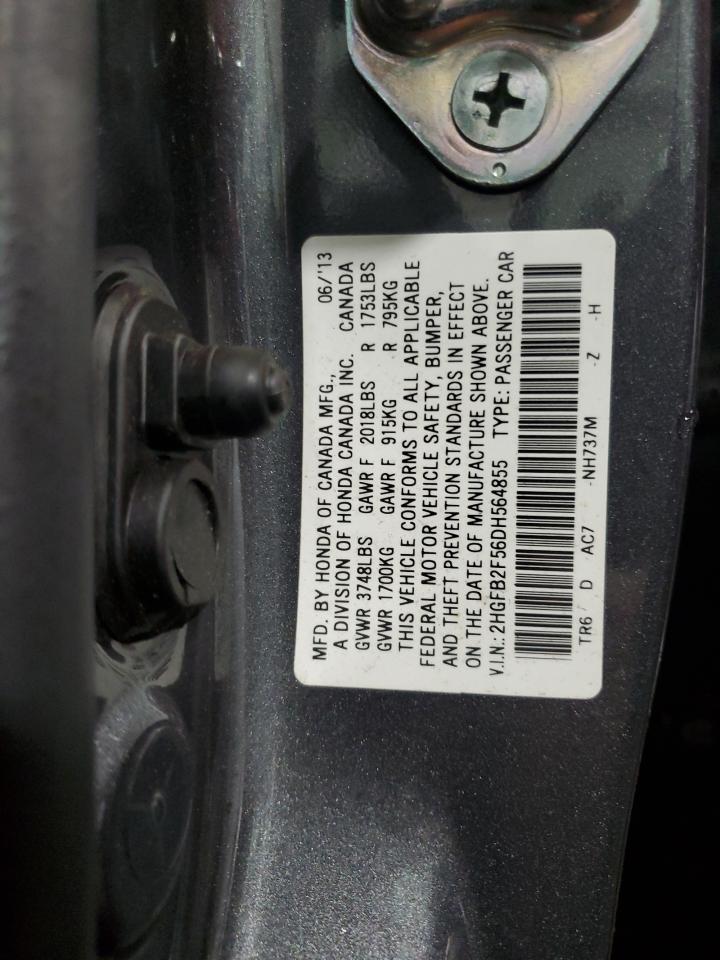 MFD. BY HONDA OF CANADA MFG., 06/'13
A DIVISION OF HONDA CANADA INC. CANADA
GVWR 3748LBS GAWR F 2018LBS R 1753LBS
GVWR 1700KG GAWR F 915KG R 795KG
THIS VEHICLE CONFORMS TO ALL APPLICABLE
FEDERAL MOTOR VEHICLE SAFETY, BUMPER,
AND THEFT PREVENTION STANDARDS IN EFFECT
ON THE DATE OF MANUFACTURE SHOWN ABOVE.
V.I.N.: 2HGFB2F56DH564855 TYPE: PASSENGER CAR
TR6 D AC7 -NH737M -Z -H